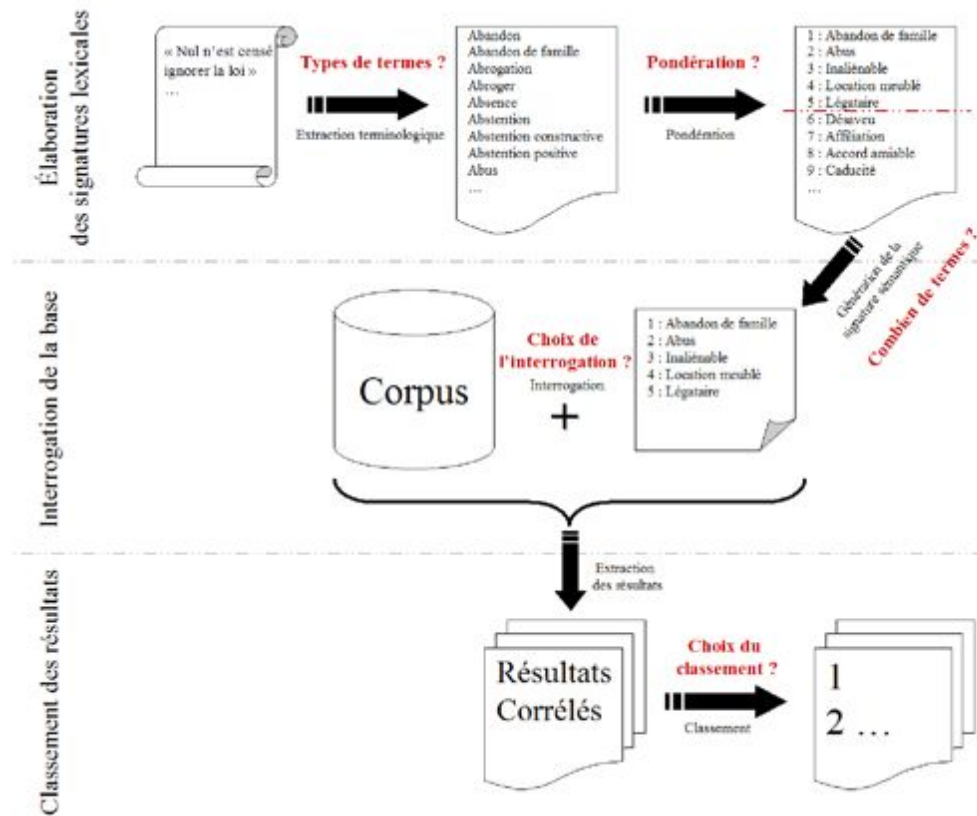 Élaboration
des signatures lexicales
« Nul n'est censé
ignorer la loi »
...
Types de termes ?
Extraction terminologique
Abandon
Abandon de famille
Abrogation
Abroger
Absence
Abstention
Abstention constructive
Abstention positive
Abus
...
Pondération ?
Pondération
1 : Abandon de famille
2 : Abus
3 : Inaliénable
4 : Location meublé
5 : Légataire
6 : Désaveu
7 : Affiliation
8 : Accord amiable
9 : Caducité
...
Génération de la
signature sémantique
Combien de termes ?
Interrogation de la base
Corpus
Choix de
l'interrogation ?
Interrogation
+
1 : Abandon de famille
2 : Abus
3 : Inaliénable
4 : Location meublé
5 : Légataire
Extraction
des résultats
Classement des résultats
Résultats
Corrélés
Choix du
classement ?
Classement
1
2 ...